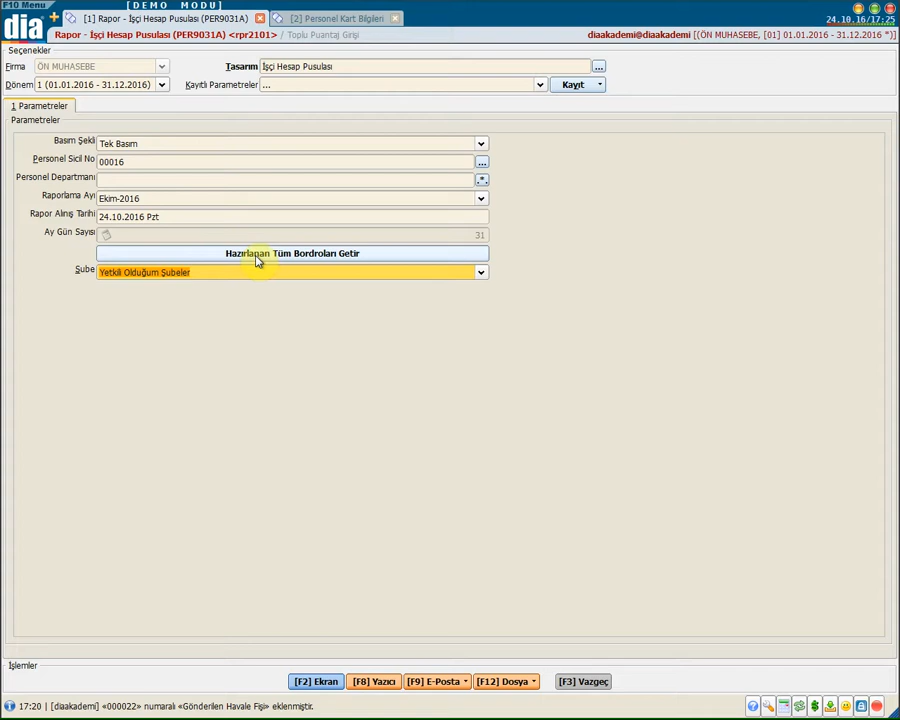 F10 Menu
[DEMO MODU]
dia
[1] Rapor - İşçi Hesap Pusulası (PER9031A)
[2] Personel Kart Bilgileri
24.10.16/17:25
Rapor - İşçi Hesap Pusulası (PER9031A) <rpr2101> / Toplu Puantaj Girişi
diaakademi@diaakademi [(ÖN MUHASEBE, [01] 01.01.2016 - 31.12.2016 *)]
Seçenekler
Firma ÖN MUHASEBE
Tasarım İşçi Hesap Pusulası ...
Dönem 1 (01.01.2016 - 31.12.2016)
Kayıtlı Parametreler ...
Kayıt
1 Parametreler
Parametreler
Basım Şekli Tek Basım
Personel Sicil No 00016 ...
Personel Departmanı .*.
Raporlama Ayı Ekim-2016
Rapor Alınış Tarihi 24.10.2016 Pzt
Ay Gün Sayısı 31
Hazırlanan Tüm Bordroları Getir
Şube Yetkili Olduğum Şubeler
İşlemler
[F2] Ekran
[F8] Yazıcı
[F9] E-Posta
[F12] Dosya
[F3] Vazgeç
17:20 | [diaakademi] «000022» numaralı «Gönderilen Havale Fişi» eklenmiştir.